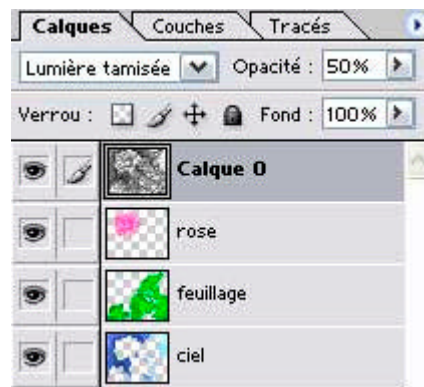 Calques Couches Tracés
Lumière tamisée Opacité : 50%
Verrou : Fond : 100%
Calque 0
rose
feuillage
ciel